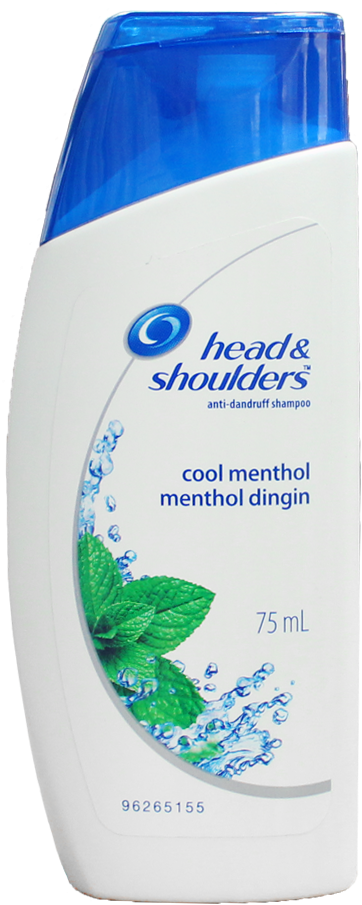 head &
shoulders™
anti-dandruff shampoo
cool menthol
menthol dingin
75 mL
96265155